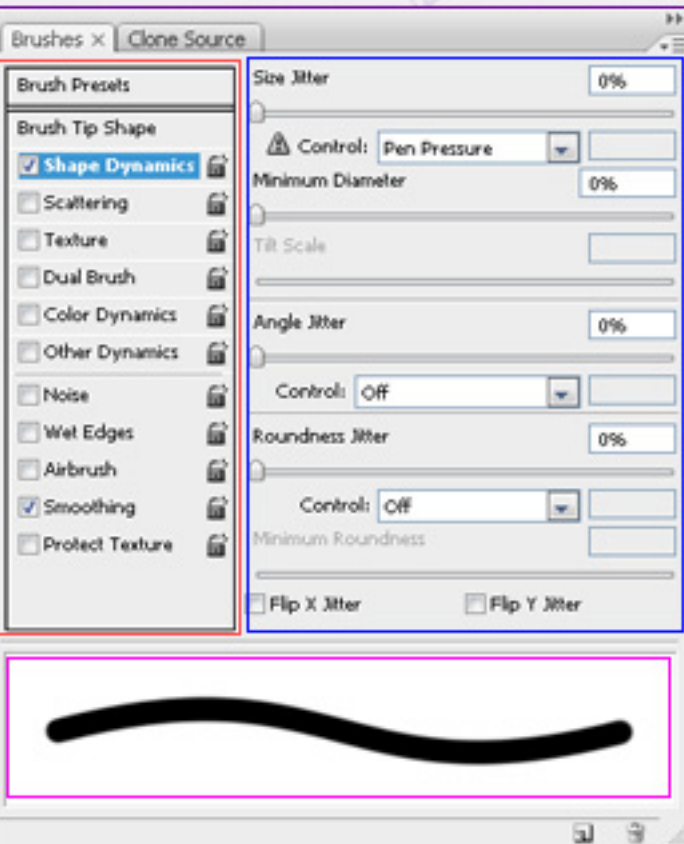 Brushes × Clone Source
Brush Presets
Brush Tip Shape
Shape Dynamics
Scattering
Texture
Dual Brush
Color Dynamics
Other Dynamics
Noise
Wet Edges
Airbrush
Smoothing
Protect Texture
Size Jitter 0%
Control: Pen Pressure
Minimum Diameter 0%
Tilt Scale
Angle Jitter 0%
Control: Off
Roundness Jitter 0%
Control: Off
Minimum Roundness
Flip X Jitter Flip Y Jitter